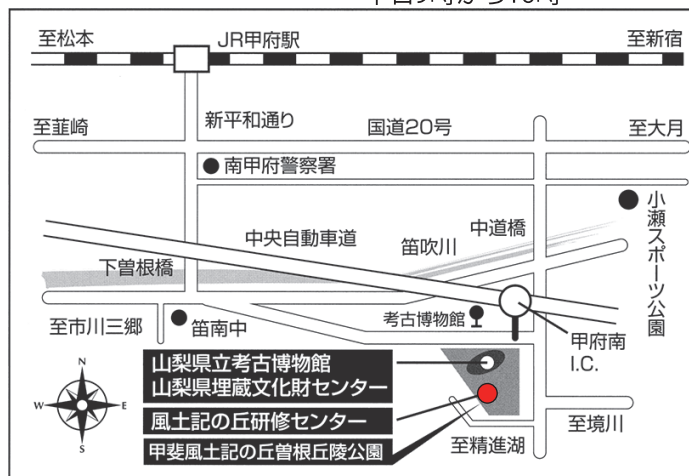 至松本
JR甲府駅
至新宿
至韮崎
新平和通り
国道20号
至大月
南甲府警察署
小瀬スポーツ公園
中央自動車道
笛吹川
中道橋
下曽根橋
至市川三郷
笛南中
考古博物館
甲府南
I.C.
山梨県立考古博物館
山梨県埋蔵文化財センター
風土記の丘研修センター
甲斐風土記の丘曽根丘陵公園
至精進湖
至境川
N
W
E
S